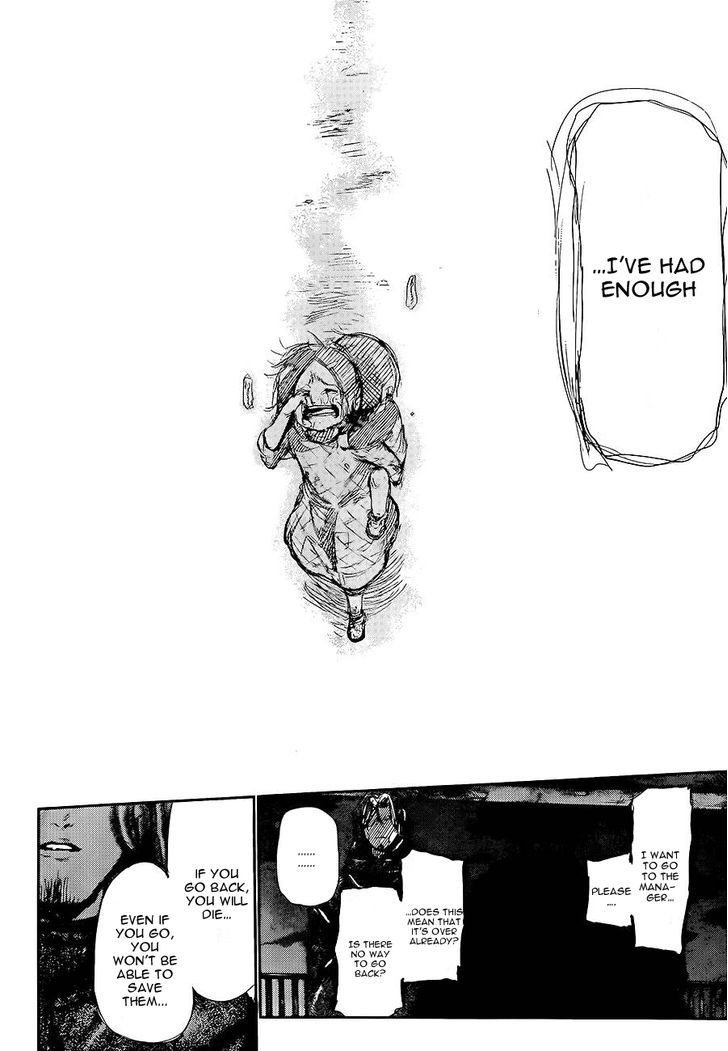 ...I'VE HAD
ENOUGH
I WANT
TO GO
TO THE
MANA-
GER...
PLEASE
....
...DOES THIS
MEAN THAT
IT'S OVER
ALREADY?
IS THERE
NO WAY
TO GO
BACK?
......
......
IF YOU
GO BACK,
YOU WILL
DIE...
EVEN IF
YOU GO,
YOU
WON'T BE
ABLE TO
SAVE
THEM...